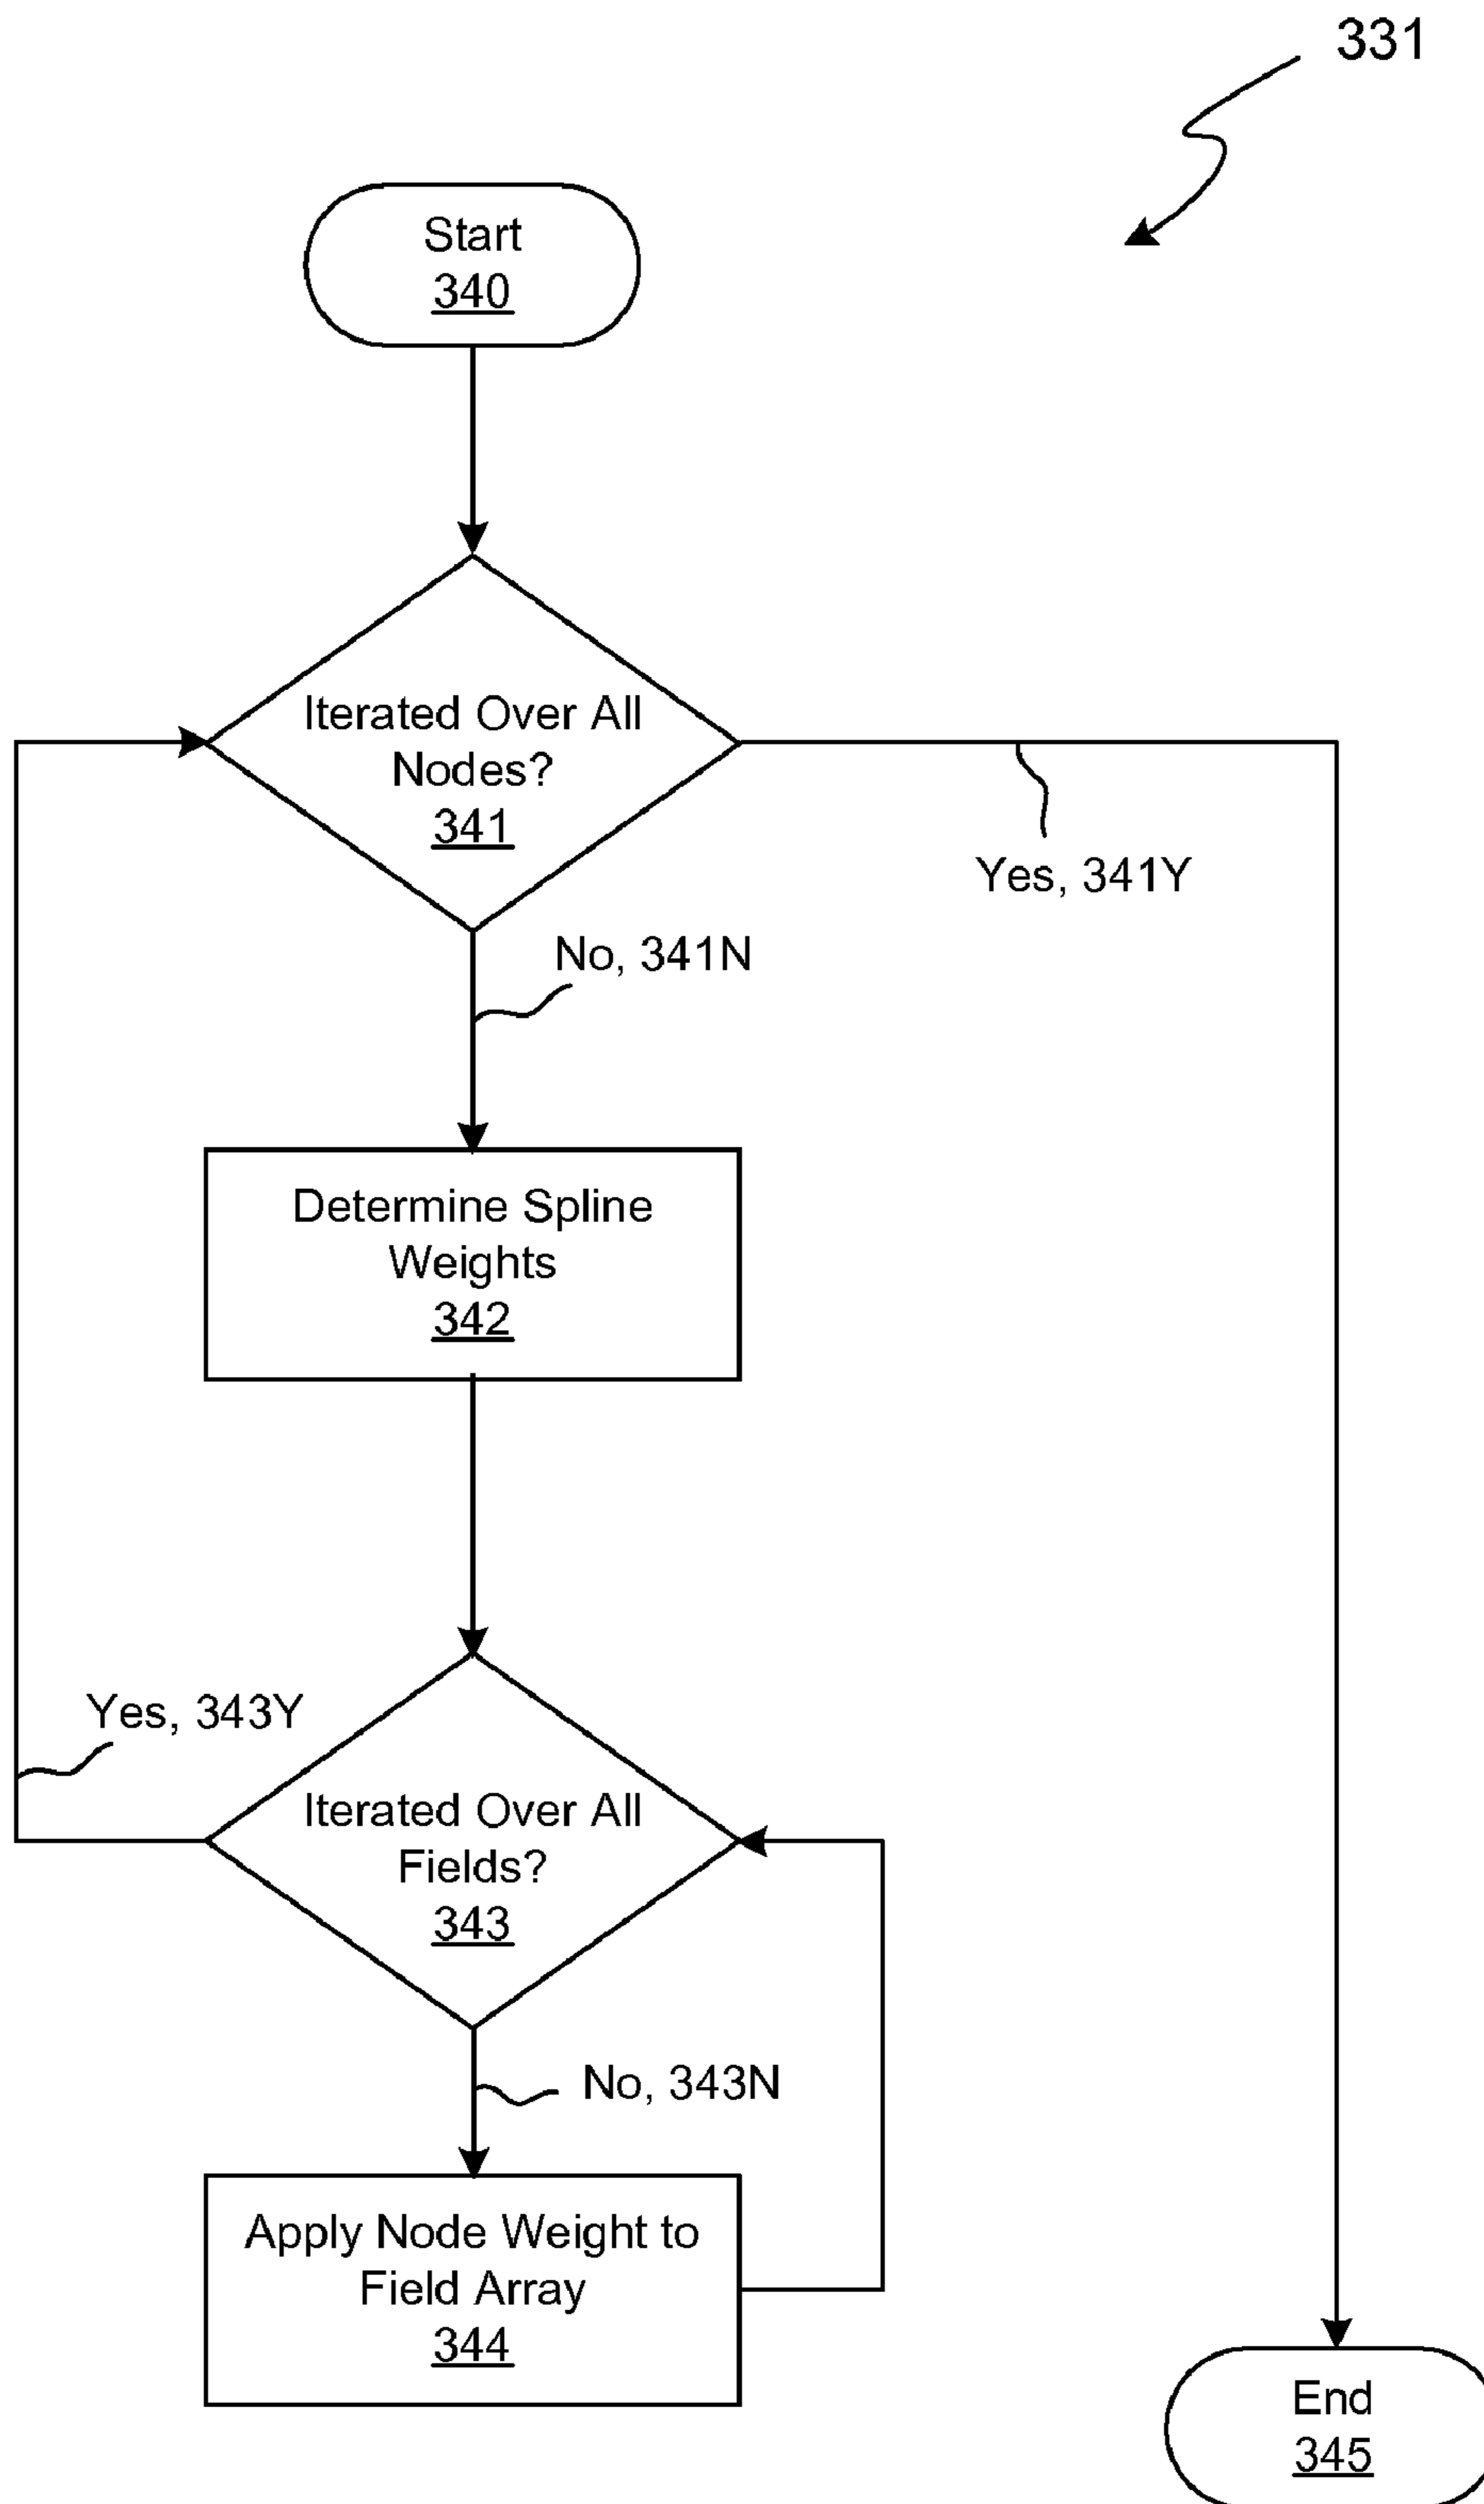 331
Start
340
Iterated Over All
Nodes?
341
Yes, 341Y
No, 341N
Determine Spline
Weights
342
Yes, 343Y
Iterated Over All
Fields?
343
No, 343N
Apply Node Weight to
Field Array
344
End
345